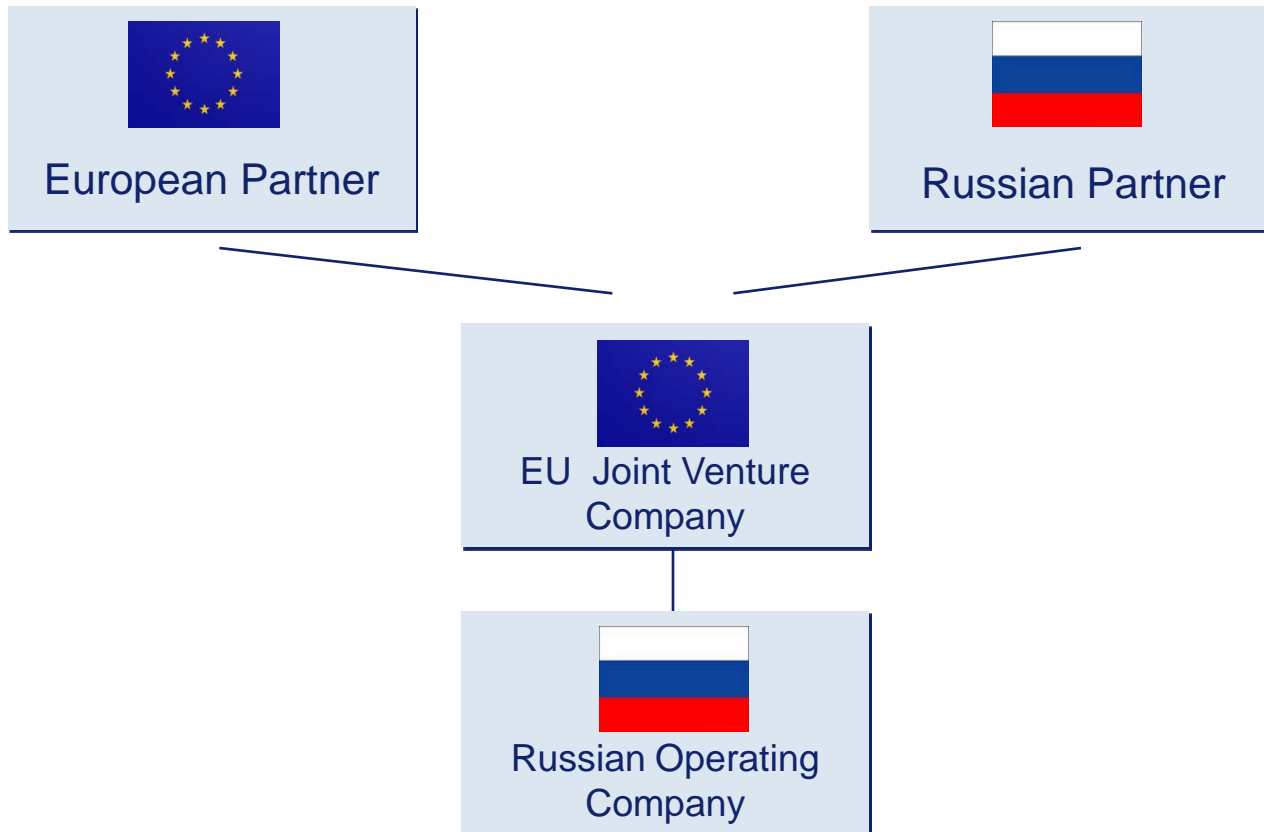 European Partner
Russian Partner
EU  Joint Venture
Company
Russian Operating
Company